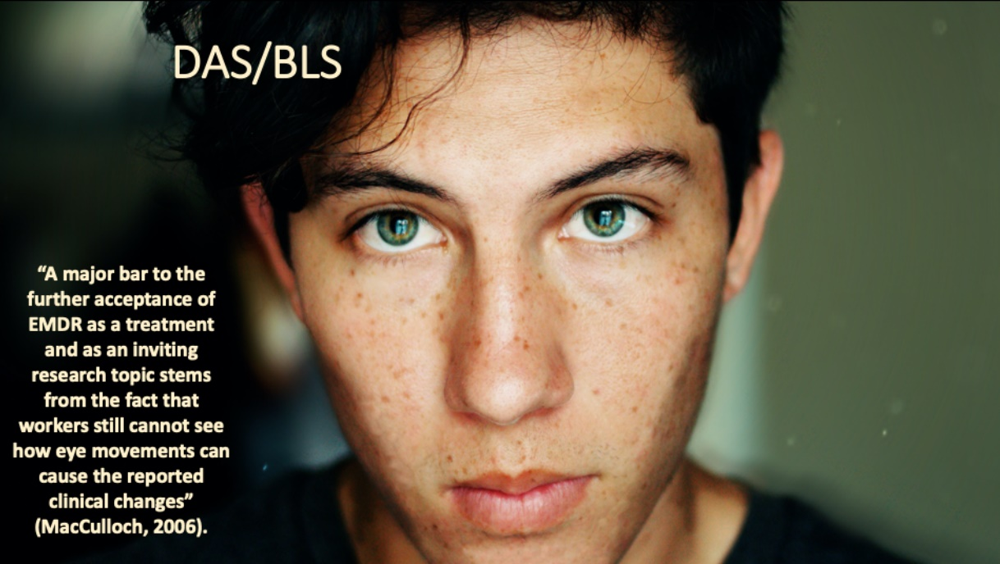 DAS/BLS
“A major bar to the
further acceptance of
EMDR as a treatment
and as an inviting
research topic stems
from the fact that
workers still cannot see
how eye movements can
cause the reported
clinical changes”
(MacCulloch, 2006).